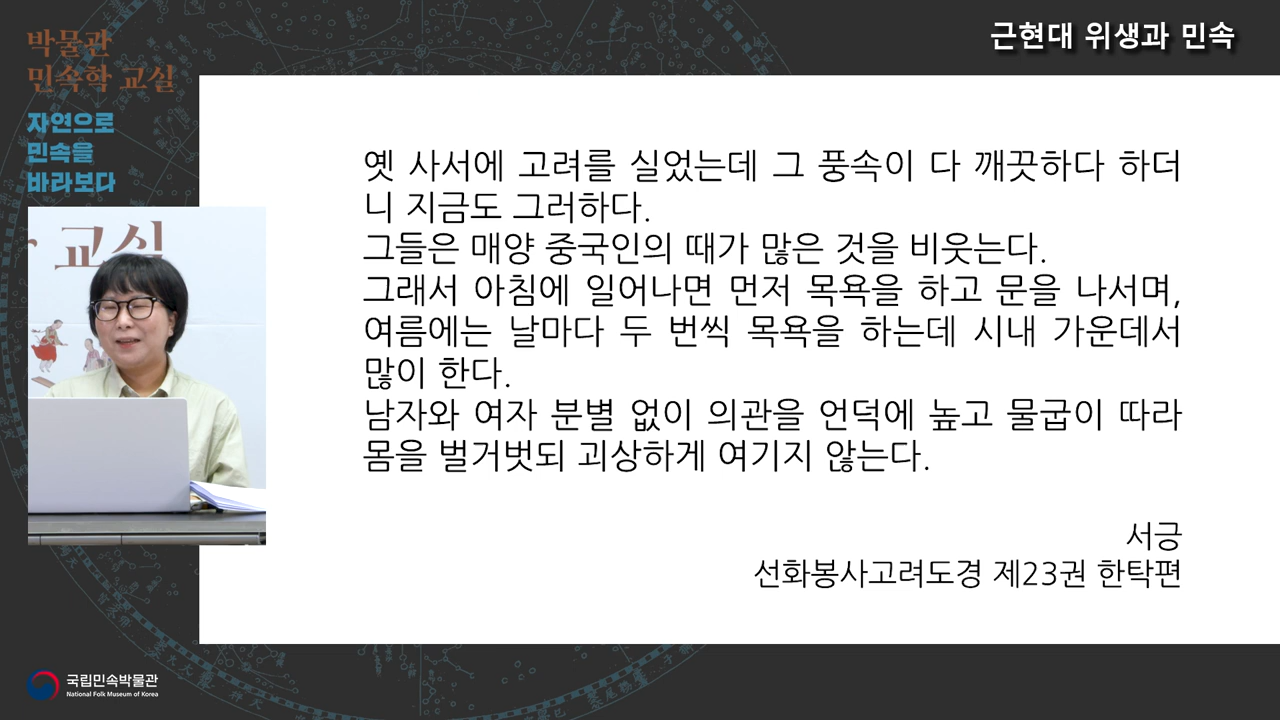 박물관
민속학 교실
자연으로
민속을
바라보다
근현대 위생과 민속
옛 사서에 고려를 실었는데 그 풍속이 다 깨끗하다 하더
니 지금도 그러하다.
그들은 매양 중국인의 때가 많은 것을 비웃는다.
그래서 아침에 일어나면 먼저 목욕을 하고 문을 나서며,
여름에는 날마다 두 번씩 목욕을 하는데 시내 가운데서
많이 한다.
남자와 여자 분별 없이 의관을 언덕에 높고 물굽이 따라
몸을 벌거벗되 괴상하게 여기지 않는다.
서긍
선화봉사고려도경 제23권 한탁편
교실
국립민속박물관
National Folk Museum of Korea